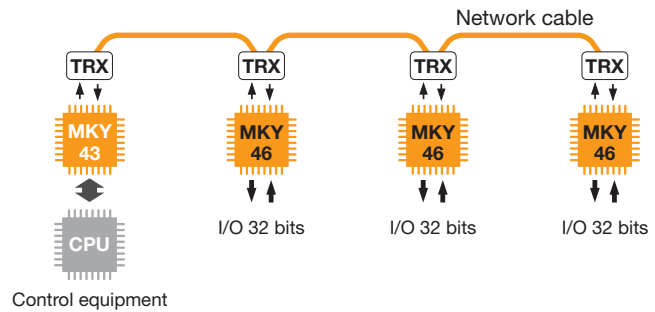 Network cable
TRX
TRX
TRX
TRX
MKY
43
MKY
46
MKY
46
MKY
46
I/O 32 bits
I/O 32 bits
I/O 32 bits
CPU
Control equipment